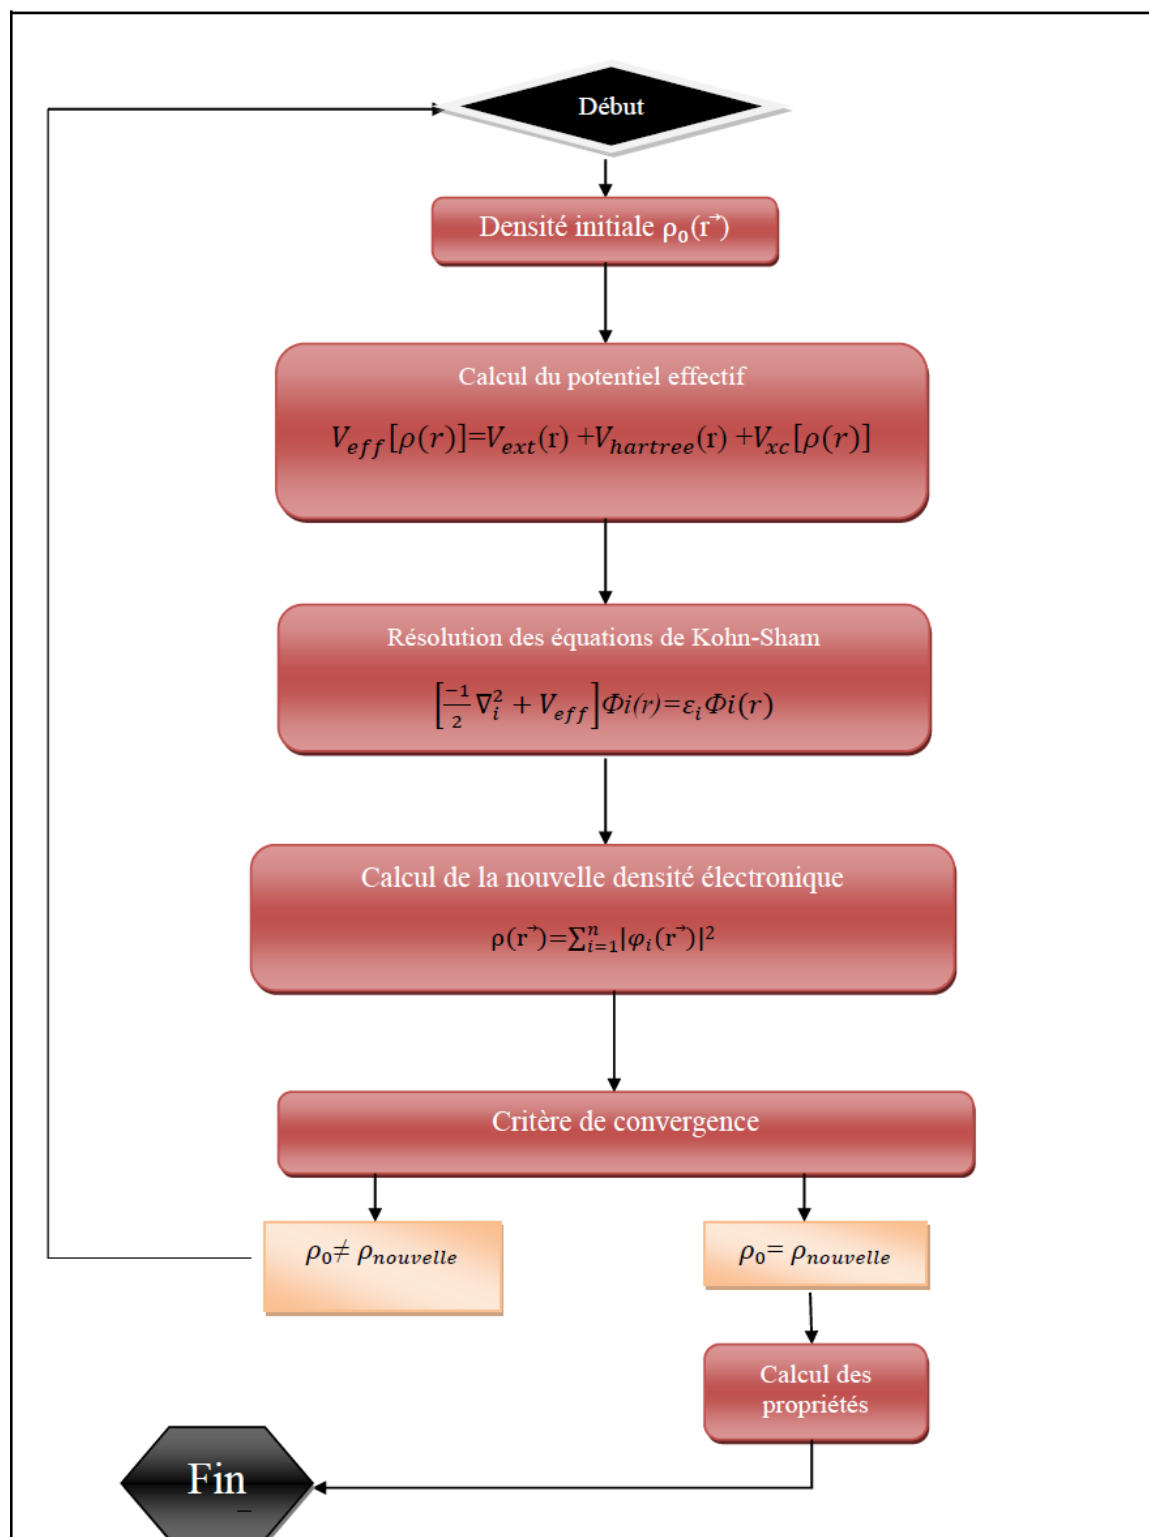 Début
Densité initiale ρ₀(r⃗)
Calcul du potentiel effectif
V_eff[ρ(r)]=V_ext(r) +V_hartree(r) +V_xc[ρ(r)]
Résolution des équations de Kohn-Sham
[-1/2 ∇ᵢ² + V_eff]Φi(r)=εᵢΦi(r)
Calcul de la nouvelle densité électronique
ρ(r⃗)=∑ᵢ₌₁ⁿ|φᵢ(r⃗)|²
Critère de convergence
ρ₀≠ ρ_nouvelle
ρ₀= ρ_nouvelle
Calcul des
propriétés
Fin